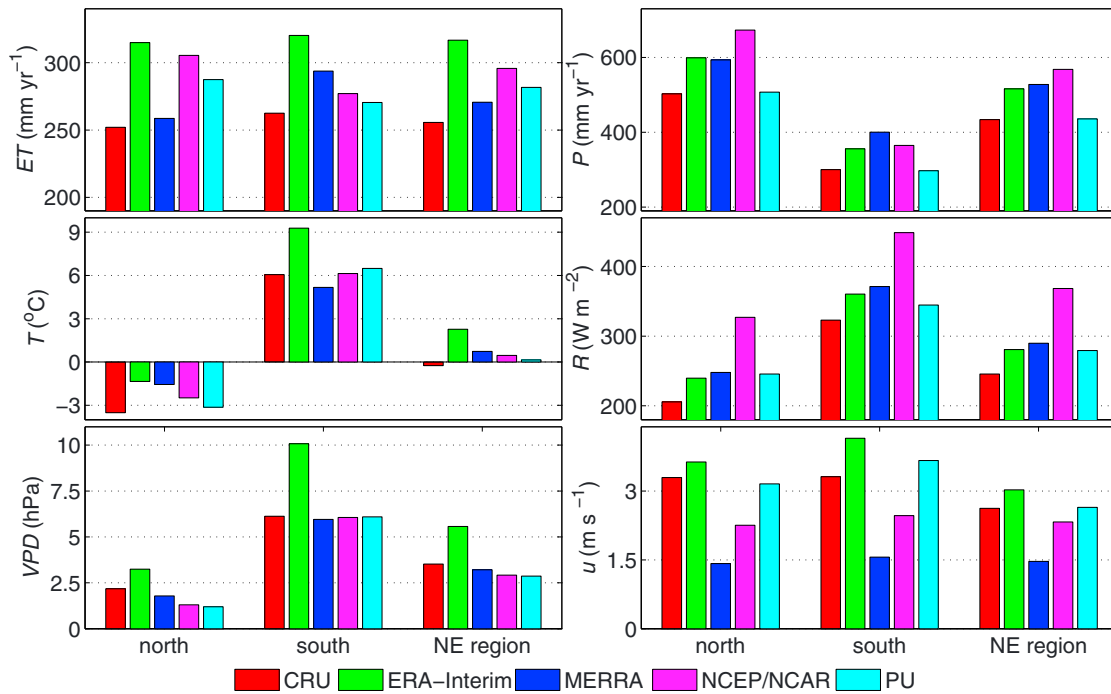 ET (mm yr−1)
300
250
200
P (mm yr−1)
600
400
200
T (oC)
9
6
3
0
−3
R (W m−2)
400
300
200
VPD (hPa)
10
7.5
5
2.5
0
u (m s−1)
3
1.5
0
north south NE region
north south NE region
CRU ERA−Interim MERRA NCEP/NCAR PU